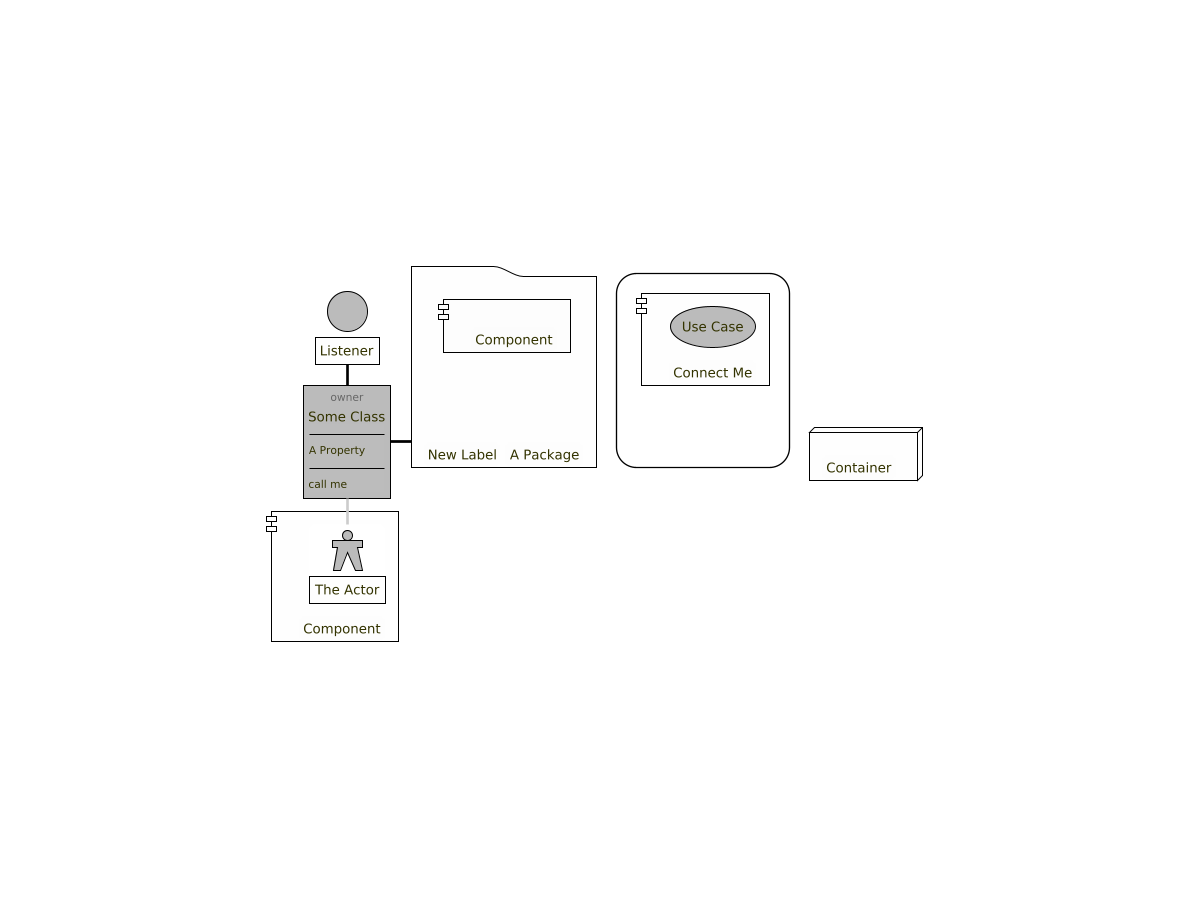 Listener
owner
Some Class
A Property
call me
The Actor
Component
Component
New Label A Package
Use Case
Connect Me
Container